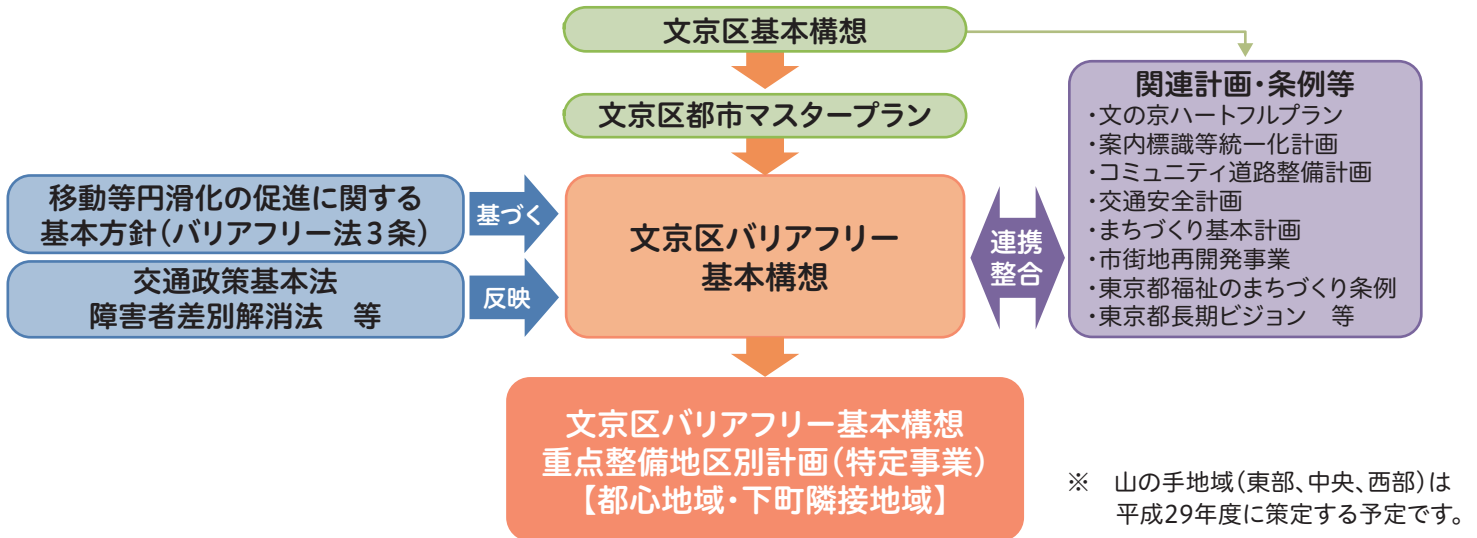 文京区基本構想
文京区都市マスタープラン
移動等円滑化の促進に関する
基本方針(バリアフリー法3条)
基づく
交通政策基本法
障害者差別解消法　等
反映
文京区バリアフリー
基本構想
連携
整合
関連計画・条例等
・文の京ハートフルプラン
・案内標識等統一化計画
・コミュニティ道路整備計画
・交通安全計画
・まちづくり基本計画
・市街地再開発事業
・東京都福祉のまちづくり条例
・東京都長期ビジョン　等
文京区バリアフリー基本構想
重点整備地区別計画(特定事業)
【都心地域・下町隣接地域】
※　山の手地域(東部、中央、西部)は
平成29年度に策定する予定です。